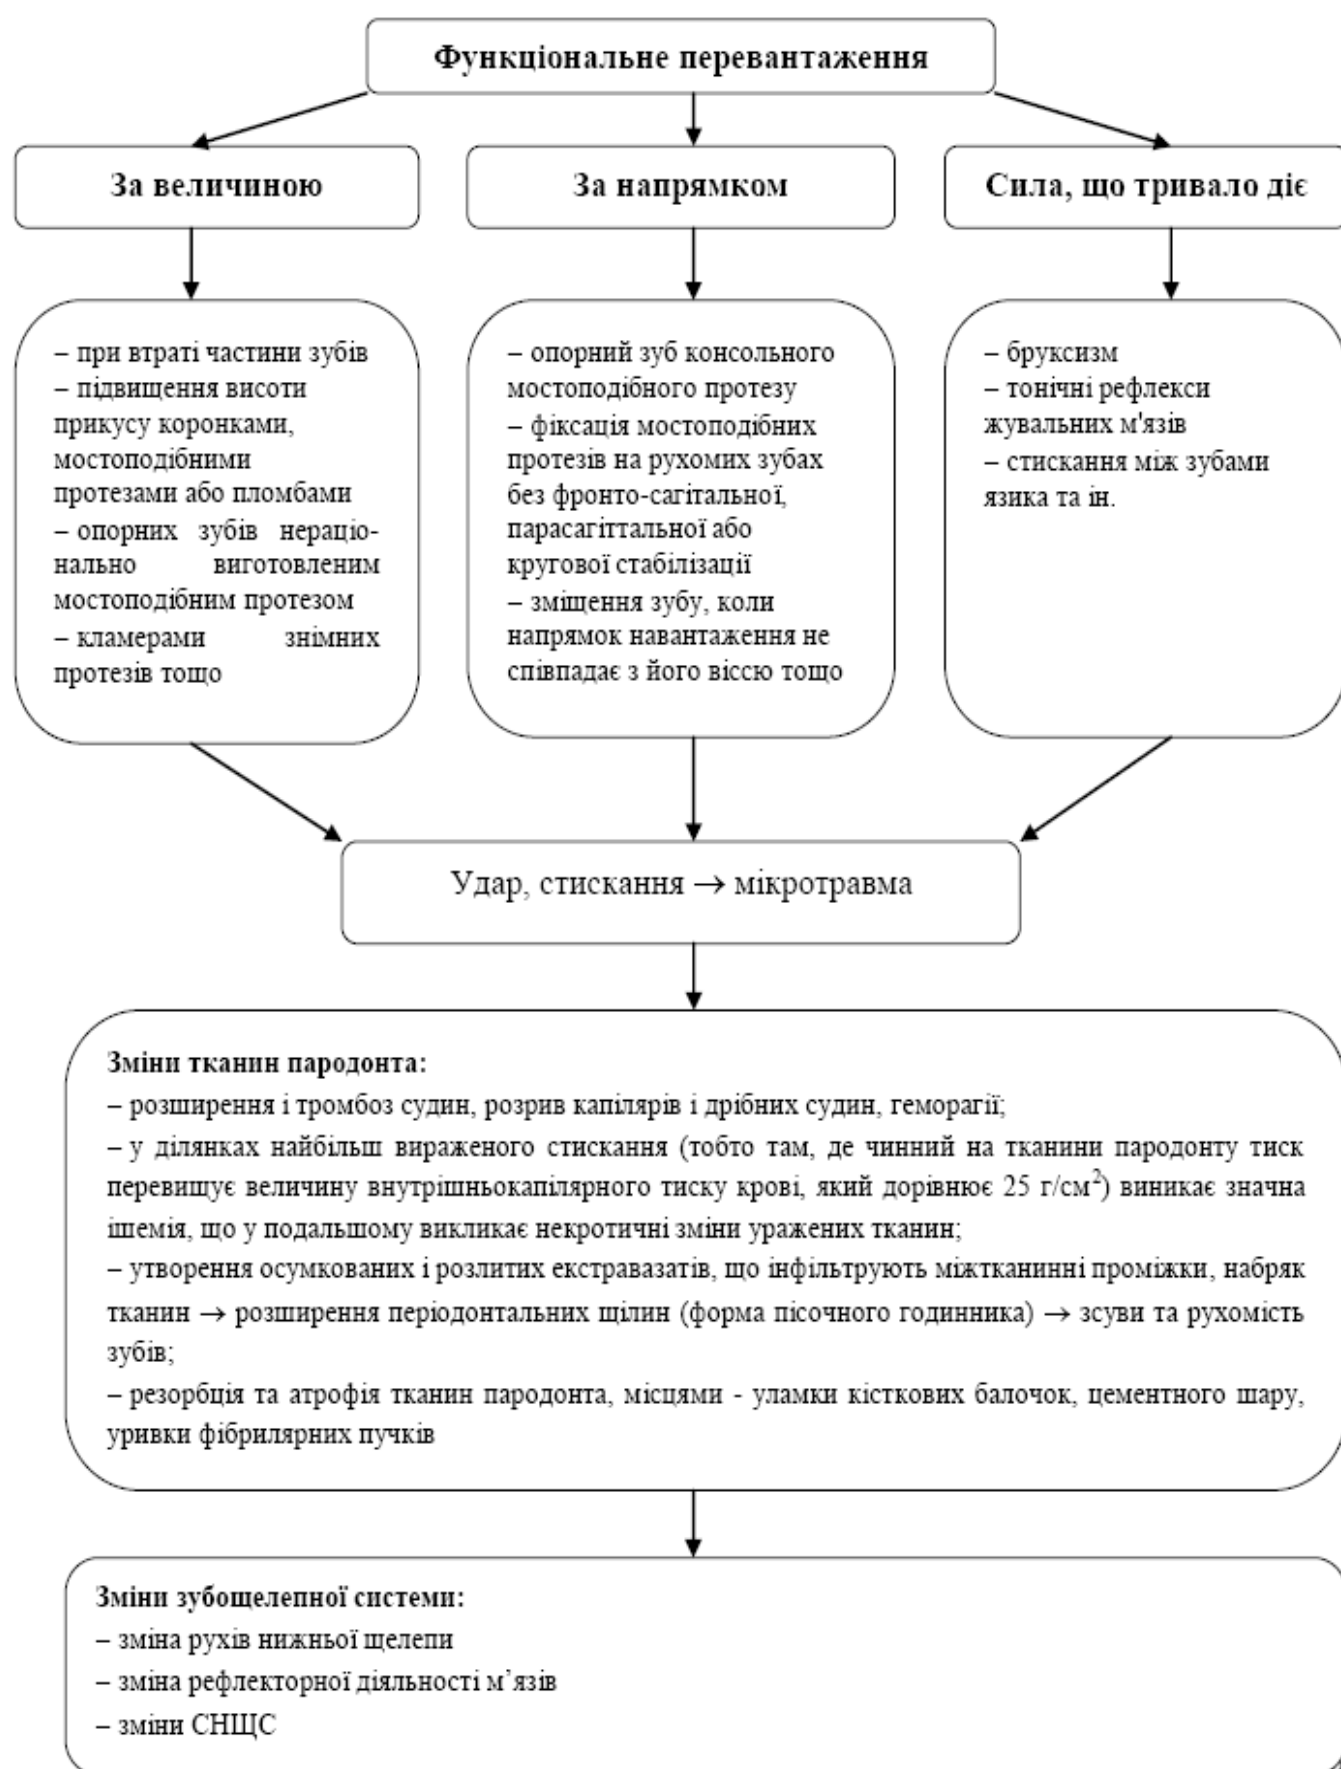 Функціональне перевантаження
За величиною
За напрямком
Сила, що тривало діє
– при втраті частини зубів
– підвищення висоти
прикусу коронками,
мостоподібними
протезами або пломбами
– опорних зубів нераціо-
нально виготовленим
мостоподібним протезом
– кламерами знімних
протезів тощо
– опорний зуб консольного
мостоподібного протезу
– фіксація мостоподібних
протезів на рухомих зубах
без фронто-сагітальної,
парасагіттальної або
кругової стабілізації
– зміщення зубу, коли
напрямок навантаження не
співпадає з його віссю тощо
– бруксизм
– тонічні рефлекси
жувальних м'язів
– стискання між зубами
язика та ін.
Удар, стискання → мікротравма
Зміни тканин пародонта:
– розширення і тромбоз судин, розрив капілярів і дрібних судин, геморагії;
– у ділянках найбільш вираженого стискання (тобто там, де чинний на тканини пародонту тиск
перевищує величину внутрішньокапілярного тиску крові, який дорівнює 25 г/см²) виникає значна
ішемія, що у подальшому викликає некротичні зміни уражених тканин;
– утворення осумкованих і розлитих екстравазатів, що інфільтрують міжтканинні проміжки, набряк
тканин → розширення періодонтальних щілин (форма пісочного годинника) → зсуви та рухомість
зубів;
– резорбція та атрофія тканин пародонта, місцями - уламки кісткових балочок, цементного шару,
уривки фібрилярних пучків
Зміни зубощелепної системи:
– зміна рухів нижньої щелепи
– зміна рефлекторної діяльності м’язів
– зміни СНЩС